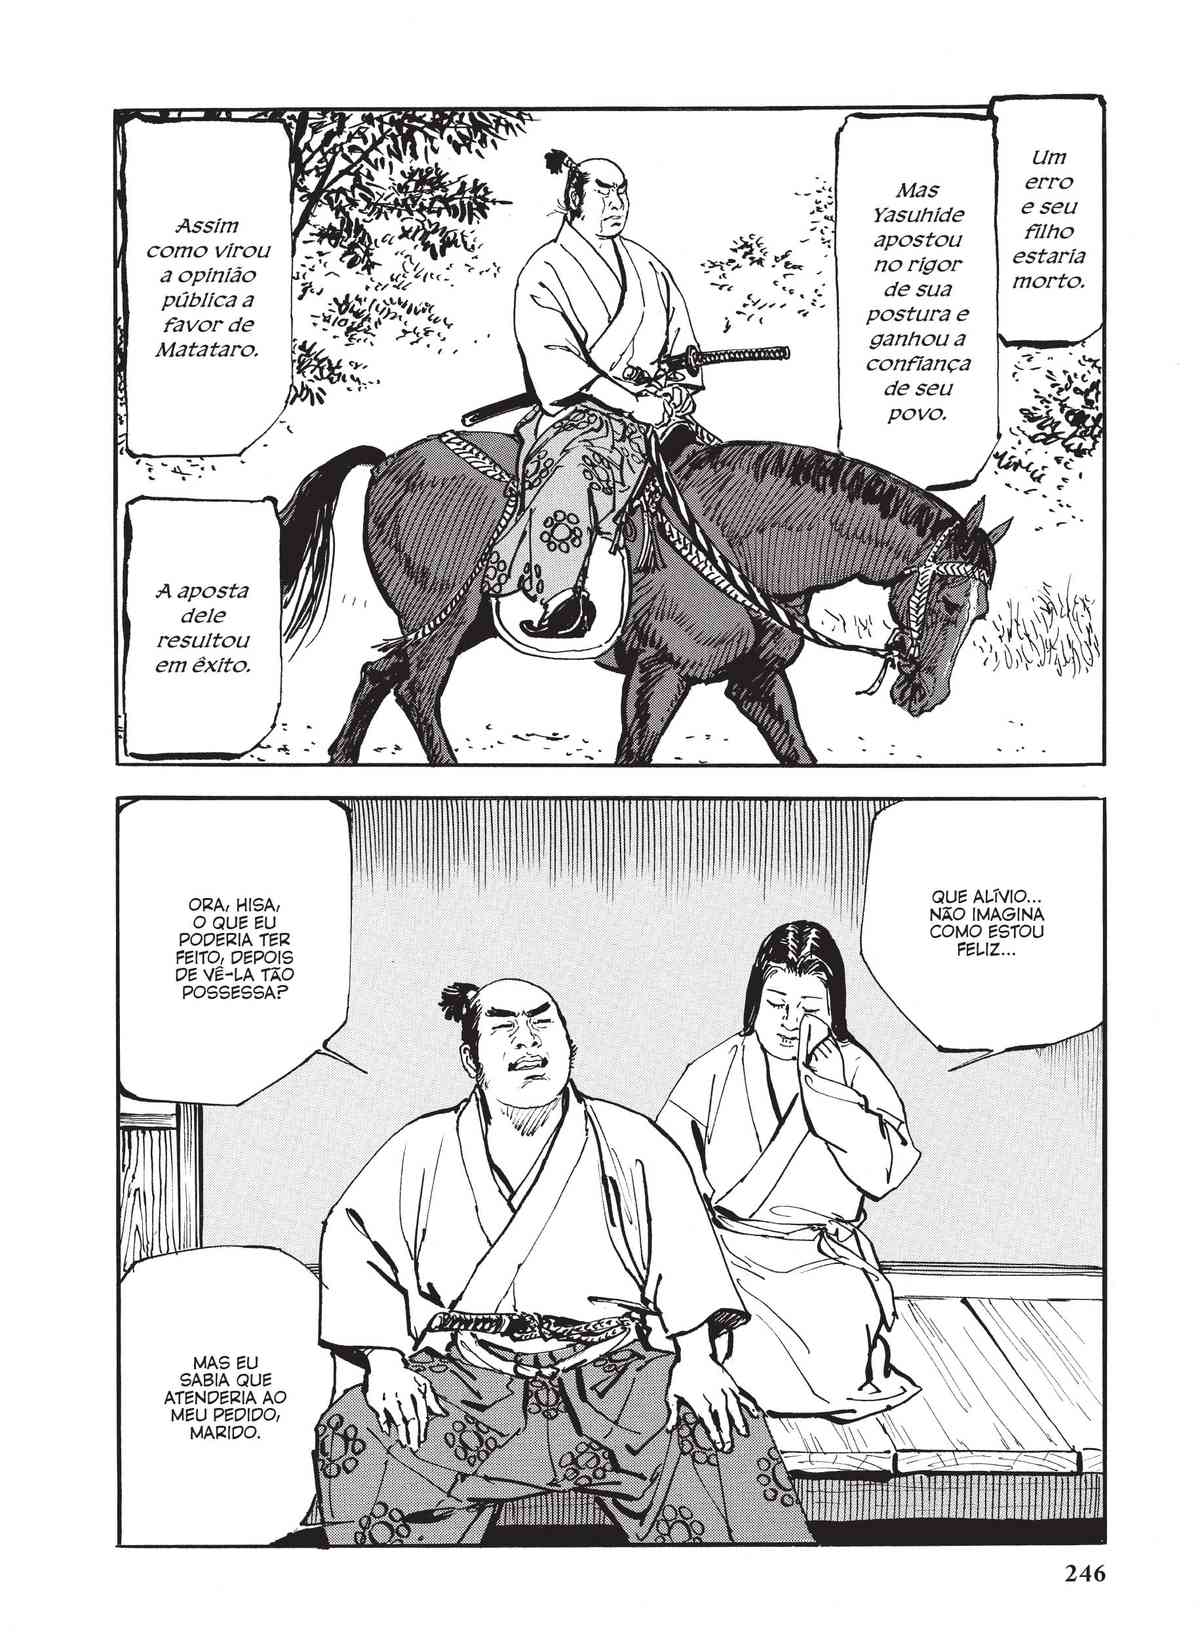 Um
erro
e seu
filho
estaria
morto.
Mas
Yasuhide
apostou
no rigor
de sua
postura e
ganhou a
confiança
de seu
povo.
Assim
como virou
a opinião
pública a
favor de
Matataro.
A aposta
dele
resultou
em êxito.
QUE ALÍVIO...
NÃO IMAGINA
COMO ESTOU
FELIZ...
ORA, HISA,
O QUE EU
PODERIA TER
FEITO, DEPOIS
DE VÊ-LA TÃO
POSSESSA?
MAS EU
SABIA QUE
ATENDERIA AO
MEU PEDIDO,
MARIDO.
246